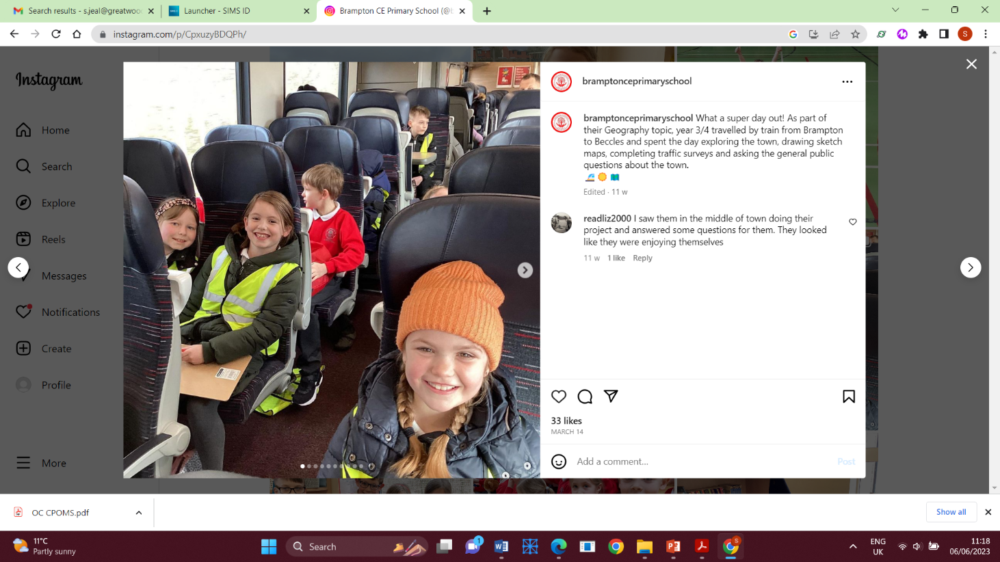 Search results - s.jeal@greatwoo
Launcher - SIMS ID
Brampton CE Primary School (@b
instagram.com/p/CpxuzyBDQPh/
S
Instagram
Home
Search
Explore
Reels
Messages
Notifications
Create
Profile
More
bramptonceprimaryschool
bramptonceprimaryschool What a super day out! As part of
their Geography topic, year 3/4 travelled by train from Brampton
to Beccles and spent the day exploring the town, drawing sketch
maps, completing traffic surveys and asking the general public
questions about the town.
Edited · 11 w
readliz2000 I saw them in the middle of town doing their
project and answered some questions for them. They looked
like they were enjoying themselves
11 w 1 like Reply
33 likes
MARCH 14
Add a comment...
Post
OC CPOMS.pdf
Show all
11°C
Partly sunny
Search
1
S
ENG
UK
11:18
06/06/2023